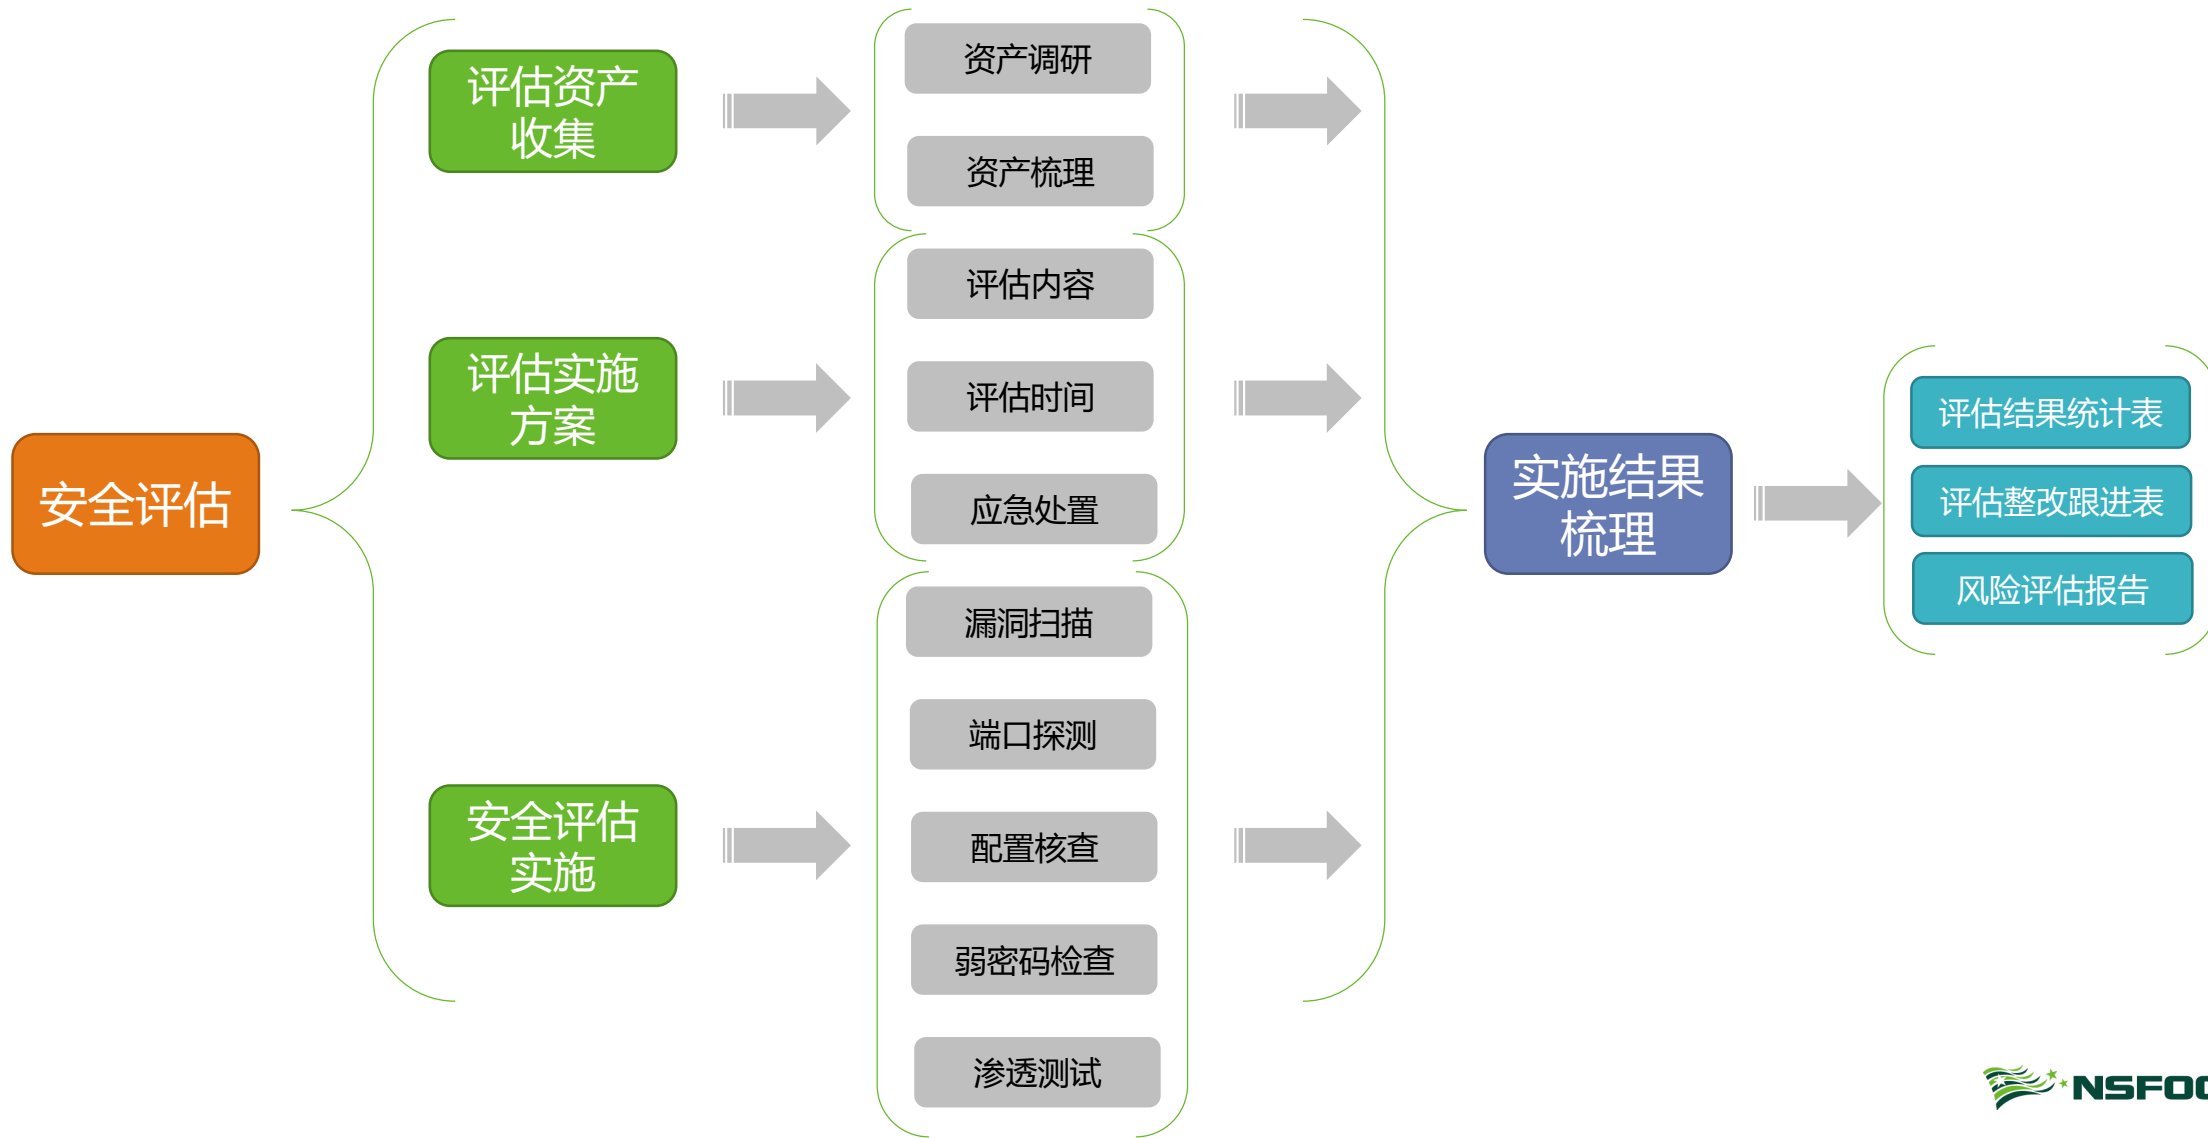 安全评估
评估资产
收集
资产调研
资产梳理
评估实施
方案
评估内容
评估时间
应急处置
安全评估
实施
漏洞扫描
端口探测
配置核查
弱密码检查
渗透测试
实施结果
梳理
评估结果统计表
评估整改跟进表
风险评估报告